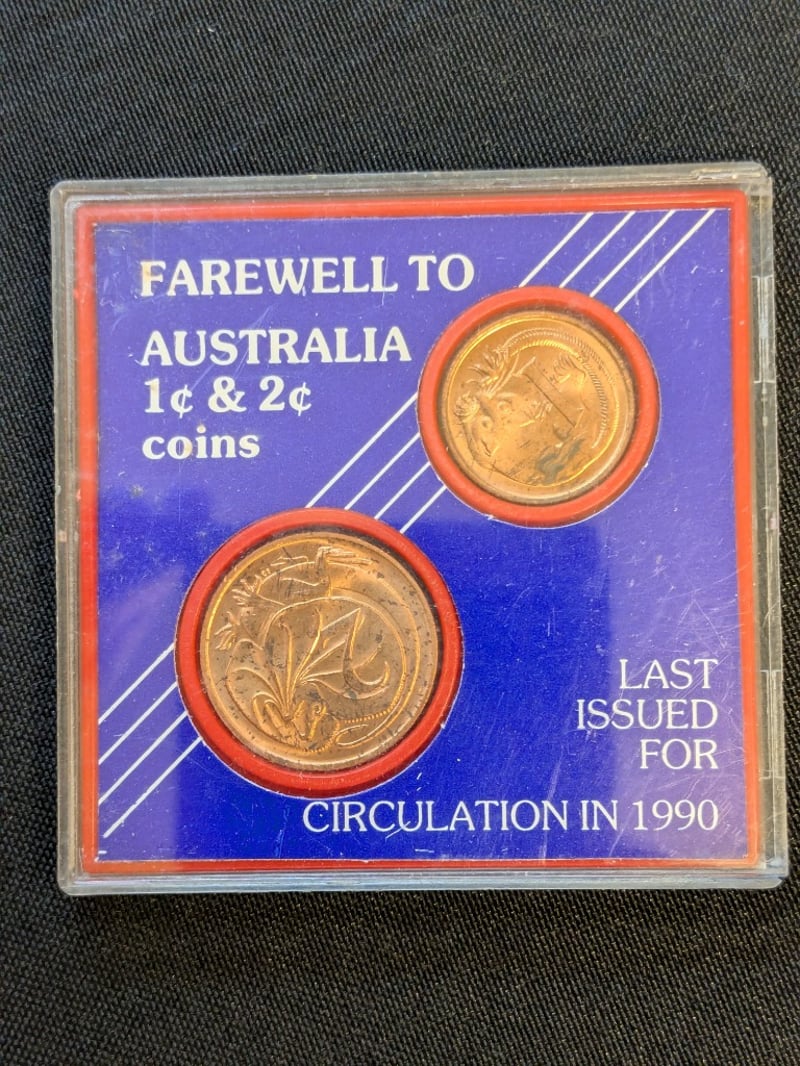 FAREWELL TO
AUSTRALIA
1¢ & 2¢
coins
LAST
ISSUED
FOR
CIRCULATION IN 1990